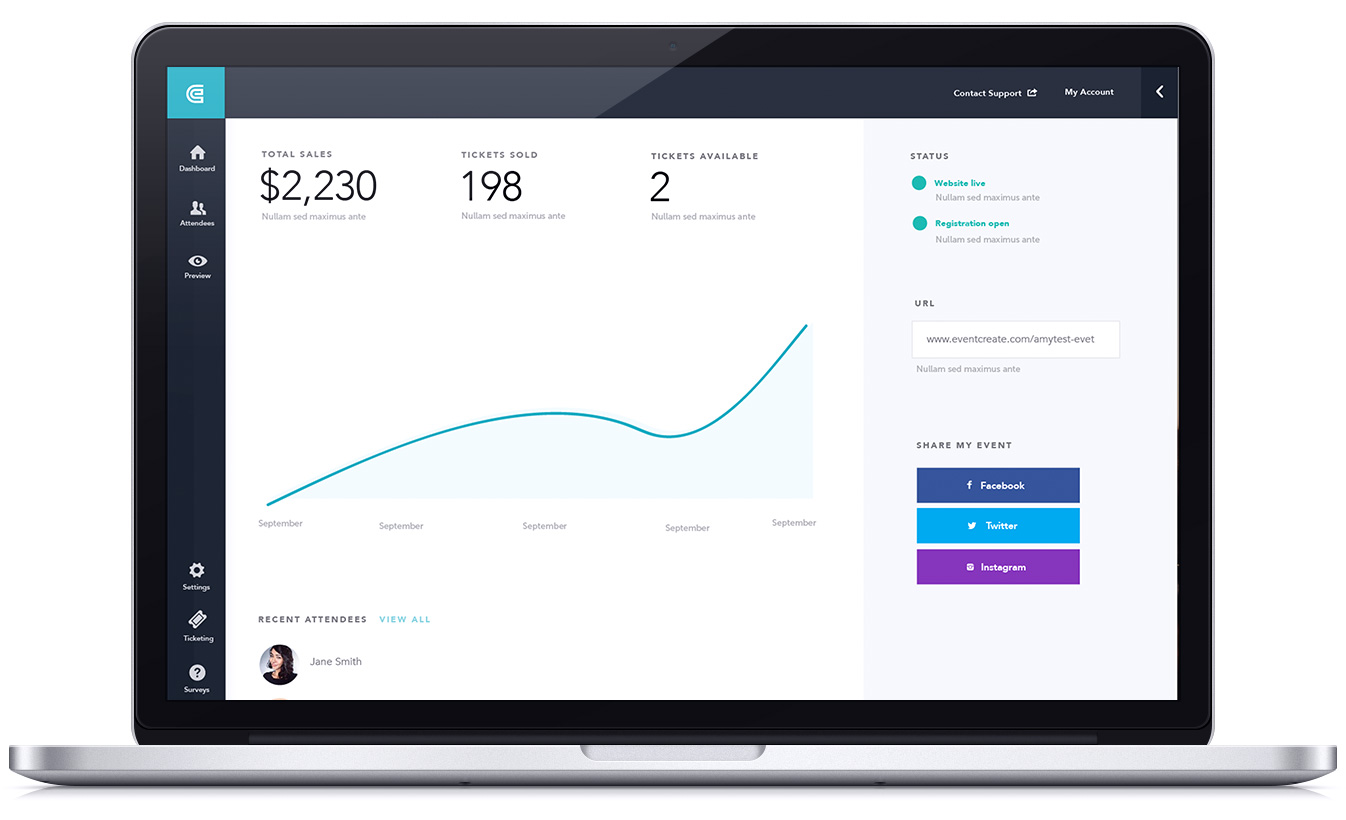 Contact Support
My Account
Dashboard
Attendees
Preview
Settings
Ticketing
Surveys
TOTAL SALES
$2,230
Nullam sed maximus ante
TICKETS SOLD
198
Nullam sed maximus ante
TICKETS AVAILABLE
2
Nullam sed maximus ante
September
September
September
September
September
RECENT ATTENDEES VIEW ALL
Jane Smith
STATUS
Website live
Nullam sed maximus ante
Registration open
Nullam sed maximus ante
URL
www.eventcreate.com/amytest-evet
Nullam sed maximus ante
SHARE MY EVENT
Facebook
Twitter
Instagram